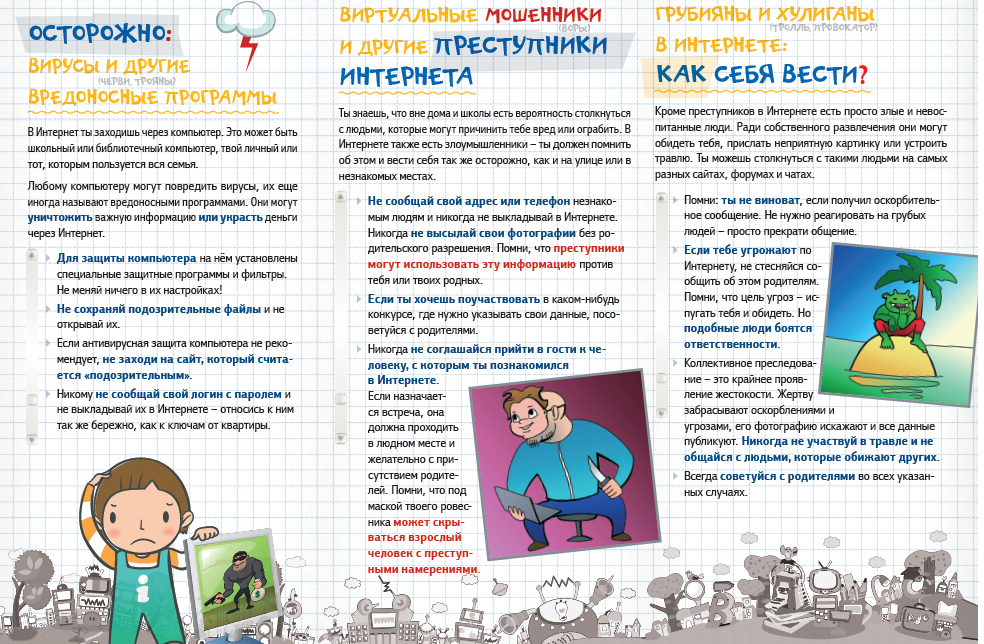 ОСТОРОЖНО:
ВИРУСЫ И ДРУГИЕ
(ЧЕРВИ, ТРОЯНЫ)
ВРЕДОНОСНЫЕ ПРОГРАММЫ
В Интернет ты заходишь через компьютер. Это может быть
школьный или библиотечный компьютер, твой личный или
тот, которым пользуется вся семья.
Любому компьютеру могут повредить вирусы, их еще
иногда называют вредоносными программами. Они могут
уничтожить важную информацию или украсть деньги
через Интернет.
Для защиты компьютера на нём установлены
специальные защитные программы и фильтры.
Не меняй ничего в их настройках!
Не сохраняй подозрительные файлы и не
открывай их.
Если антивирусная защита компьютера не реко-
мендует, не заходи на сайт, который счита-
ется «подозрительным».
Никому не сообщай свой логин с паролем и
не выкладывай их в Интернете – относись к ним
так же бережно, как к ключам от квартиры.
ВИРТУАЛЬНЫЕ МОШЕННИКИ
(ВОРЫ)
И ДРУГИЕ ПРЕСТУПНИКИ
ИНТЕРНЕТА
Ты знаешь, что вне дома и школы есть вероятность столкнуться
с людьми, которые могут причинить тебе вред или ограбить. В
Интернете также есть злоумышленники – ты должен помнить
об этом и вести себя так же осторожно, как и на улице или в
незнакомых местах.
Не сообщай свой адрес или телефон незнако-
мым людям и никогда не выкладывай в Интернете.
Никогда не высылай свои фотографии без ро-
дительского разрешения. Помни, что преступники
могут использовать эту информацию против
тебя или твоих родных.
Если ты хочешь поучаствовать в каком-нибудь
конкурсе, где нужно указывать свои данные, посо-
ветуйся с родителями.
Никогда не соглашайся прийти в гости к че-
ловеку, с которым ты познакомился
в Интернете.
Если назначает-
ся встреча, она
должна проходить
в людном месте и
желательно с при-
сутствием родите-
лей. Помни, что под
маской твоего ровес-
ника может скры-
ваться взрослый
человек с преступ-
ными намерениями.
ГРУБИЯНЫ И ХУЛИГАНЫ
(ТРОЛЛЬ, ПРОВОКАТОР)
В ИНТЕРНЕТЕ:
КАК СЕБЯ ВЕСТИ?
Кроме преступников в Интернете есть просто злые и невос-
питанные люди. Ради собственного развлечения они могут
обидеть тебя, прислать неприятную картинку или устроить
травлю. Ты можешь столкнуться с такими людьми на самых
разных сайтах, форумах и чатах.
Помни: ты не виноват, если получил оскорбитель-
ное сообщение. Не нужно реагировать на грубых
людей – просто прекрати общение.
Если тебе угрожают по
Интернету, не стесняйся со-
общить об этом родителям.
Помни, что цель угроз – ис-
пугать тебя и обидеть. Но
подобные люди боятся
ответственности.
Коллективное преследова-
ние – это крайнее прояв-
ление жестокости. Жертву
забрасывают оскорблениями и
угрозами, его фотографию искажают и все данные
публикуют. Никогда не участвуй в травле и не
общайся с людьми, которые обижают других.
Всегда советуйся с родителями во всех указан-
ных случаях.
i
$